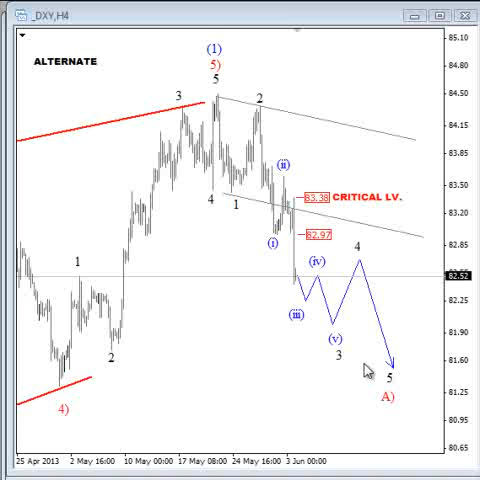 _DXY,H4
85.10
ALTERNATE
(1)
5)
84.80
5
3
2
84.50
84.15
83.85
(ii)
83.50
4
1
83.38 CRITICAL LV.
83.20
(i)
82.97
82.85
1
4
(iv)
82.52
82.25
(iii)
2
(v)
81.90
3
81.60
5
4)
A)
81.25
80.95
80.65
25 Apr 2013 2 May 16:00 10 May 00:00 17 May 08:00 24 May 16:00 3 Jun 00:00